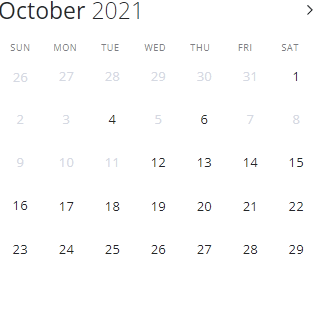 October 2021
SUN MON TUE WED THU FRI SAT
26 27 28 29 30 31 1
2 3 4 5 6 7 8
9 10 11 12 13 14 15
16 17 18 19 20 21 22
23 24 25 26 27 28 29